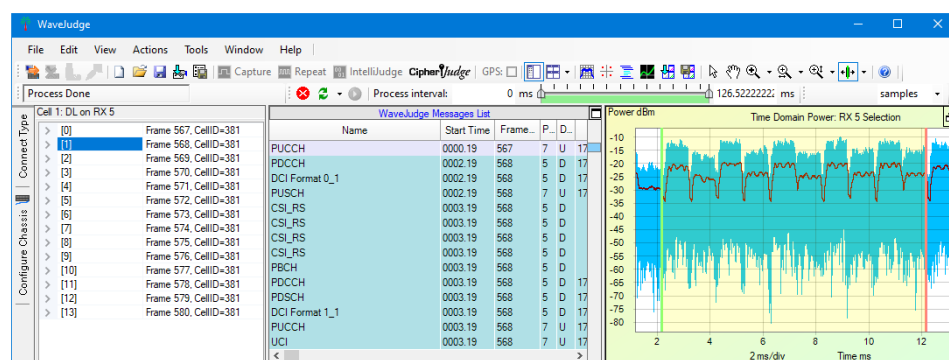 WaveJudge
File Edit View Actions Tools Window Help
Capture Repeat IntelliJudge CipherJudge GPS:
Process Done Process interval: 0 ms 126.52222222 ms samples
Connect Type
Configure Chassis
Cell 1: DL on RX 5
[0] Frame 567, CellID=381
[1] Frame 568, CellID=381
[2] Frame 569, CellID=381
[3] Frame 570, CellID=381
[4] Frame 571, CellID=381
[5] Frame 572, CellID=381
[6] Frame 573, CellID=381
[7] Frame 574, CellID=381
[8] Frame 575, CellID=381
[9] Frame 576, CellID=381
[10] Frame 577, CellID=381
[11] Frame 578, CellID=381
[12] Frame 579, CellID=381
[13] Frame 580, CellID=381
WaveJudge Messages List
Name Start Time Frame... P... D...
PUCCH 0000.19 567 7 U 17
PDCCH 0002.19 568 5 D 17
DCI Format 0_1 0002.19 568 5 D 17
PUSCH 0002.19 568 7 U 17
CSI_RS 0003.19 568 5 D
CSI_RS 0003.19 568 5 D
CSI_RS 0003.19 568 5 D
CSI_RS 0003.19 568 5 D
PBCH 0003.19 568 5 D
PDCCH 0003.19 568 5 D 17
PDSCH 0003.19 568 5 D 17
DCI Format 1_1 0003.19 568 5 D 17
PUCCH 0003.19 568 7 U 17
UCI 0003.19 568 7 U 17
Power dBm Time Domain Power: RX 5 Selection
-10
-15
-20
-25
-30
-35
-40
-45
-50
-55
-60
-65
-70
-75
-80
2 4 6 8 10 12
2 ms/div Time ms